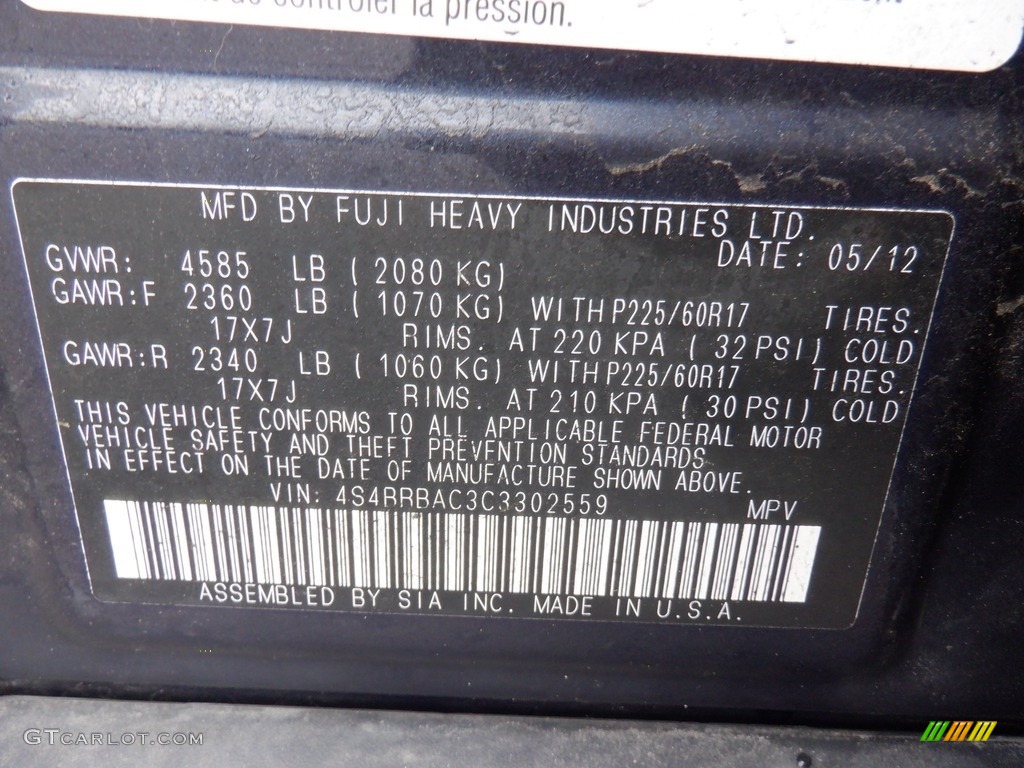 de contrôler la pression.
MFD BY FUJI HEAVY INDUSTRIES LTD.
DATE: 05/12
GVWR: 4585 LB ( 2080 KG)
GAWR:F 2360 LB ( 1070 KG) WITH P225/60R17 TIRES.
17X7J RIMS. AT 220 KPA ( 32 PSI) COLD
GAWR:R 2340 LB ( 1060 KG) WITH P225/60R17 TIRES.
17X7J RIMS. AT 210 KPA ( 30 PSI) COLD
THIS VEHICLE CONFORMS TO ALL APPLICABLE FEDERAL MOTOR
VEHICLE SAFETY AND THEFT PREVENTION STANDARDS
IN EFFECT ON THE DATE OF MANUFACTURE SHOWN ABOVE.
VIN: 4S4RRBAC3C3302559 MPV
ASSEMBLED BY SIA INC. MADE IN U.S.A.
GTCARLOT.COM